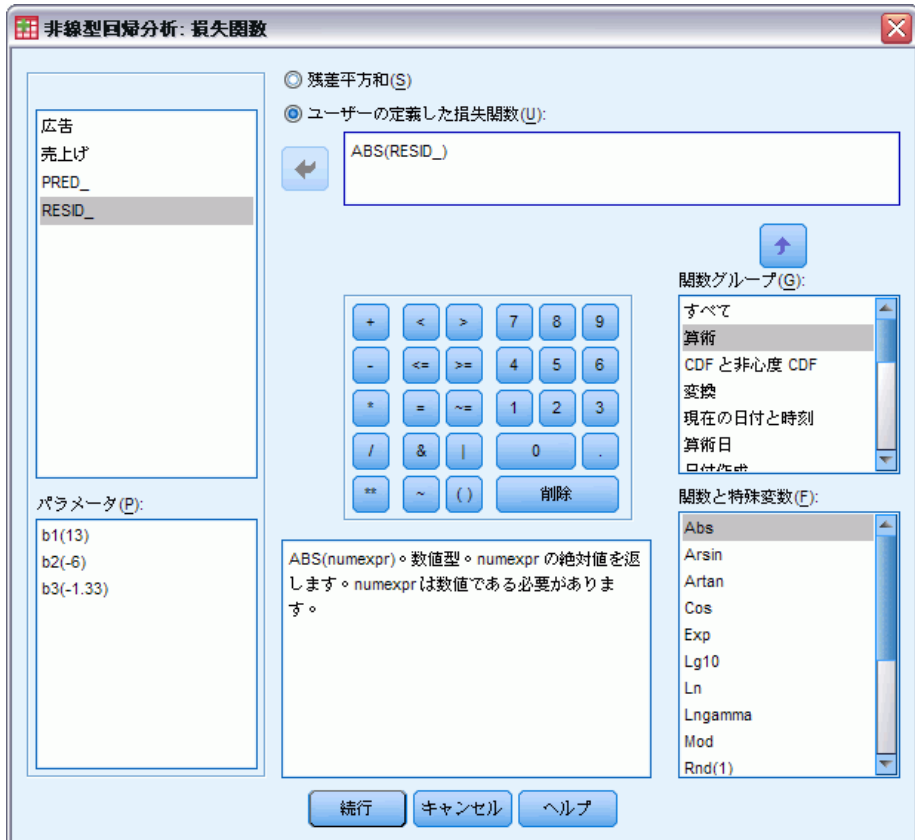 非線型回帰分析: 損失関数
残差平方和(S)
ユーザーの定義した損失関数(U):
ABS(RESID_)
広告
売上げ
PRED_
RESID_
パラメータ(P):
b1(13)
b2(-6)
b3(-1.33)
+ < > 7 8 9
- <= >= 4 5 6
* = ~= 1 2 3
/ & | 0 .
** ~ ( ) 削除
ABS(numexpr)。数値型。numexpr の絶対値を返
します。numexpr は数値である必要がありま
す。
関数グループ(G):
すべて
算術
CDF と非心度 CDF
変換
現在の日付と時刻
算術日
日付作成
関数と特殊変数(F):
Abs
Arsin
Artan
Cos
Exp
Lg10
Ln
Lngamma
Mod
Rnd(1)
続行
キャンセル
ヘルプ